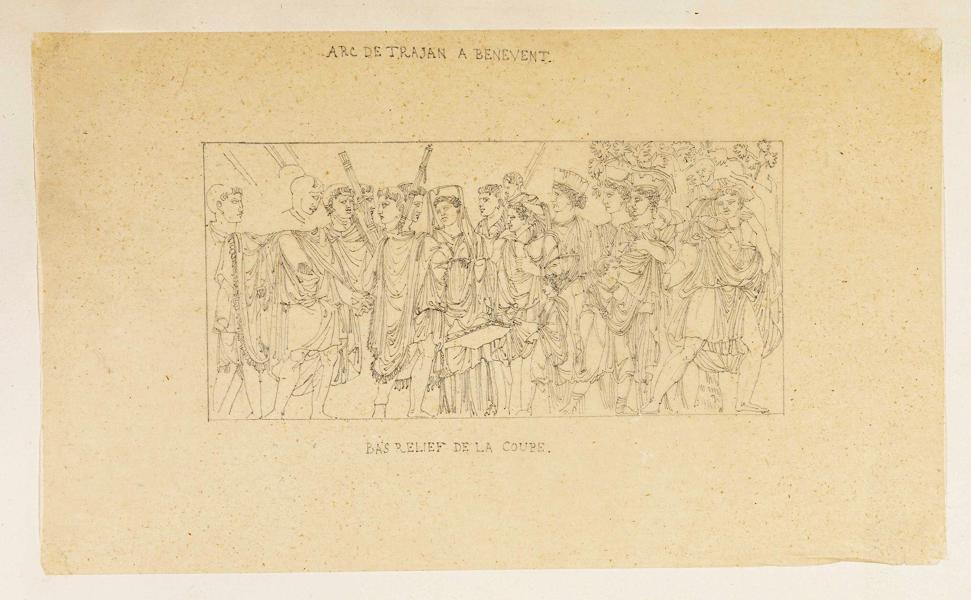 ARC DE TRAJAN A BENEVENT.
BAS RELIEF DE LA COUPE.